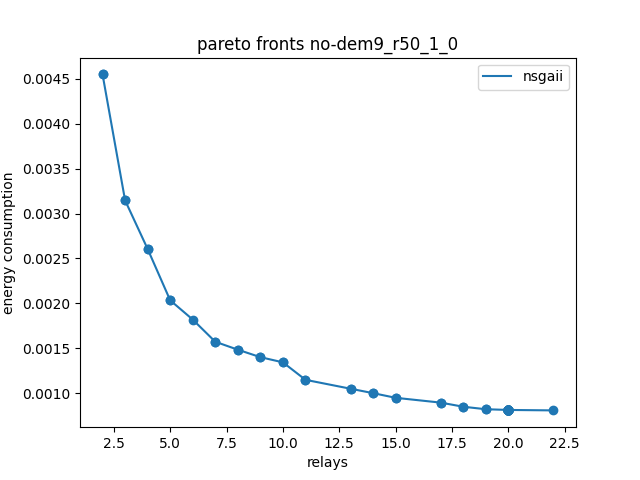 pareto fronts no-dem9_r50_1_0
nsgaii
energy consumption
0.0045
0.0040
0.0035
0.0030
0.0025
0.0020
0.0015
0.0010
2.5 5.0 7.5 10.0 12.5 15.0 17.5 20.0 22.5
relays